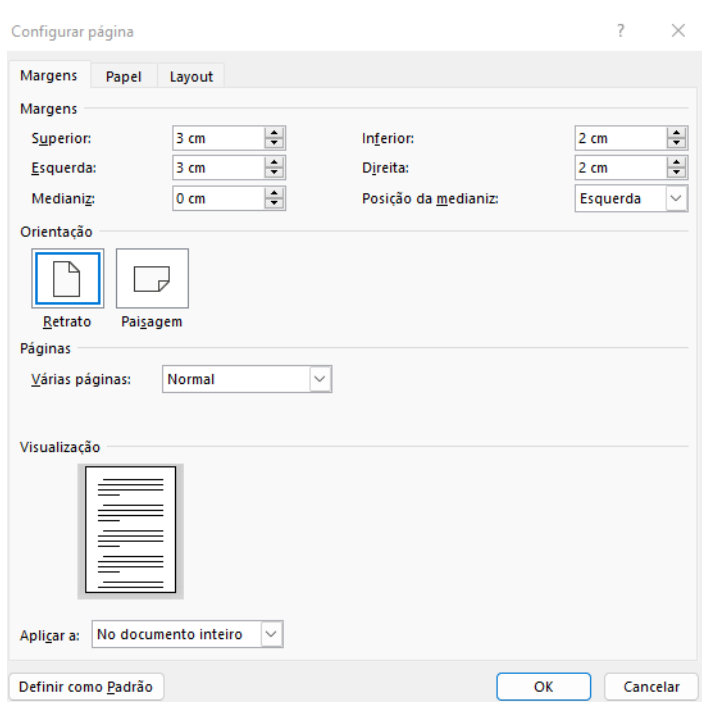 Configurar página ?
Margens Papel Layout
Margens
Superior: 3 cm Inferior: 2 cm
Esquerda: 3 cm Direita: 2 cm
Medianiz: 0 cm Posição da medianiz: Esquerda
Orientação
Retrato Paisagem
Páginas
Várias páginas: Normal
Visualização
Aplicar a: No documento inteiro
Definir como Padrão OK Cancelar